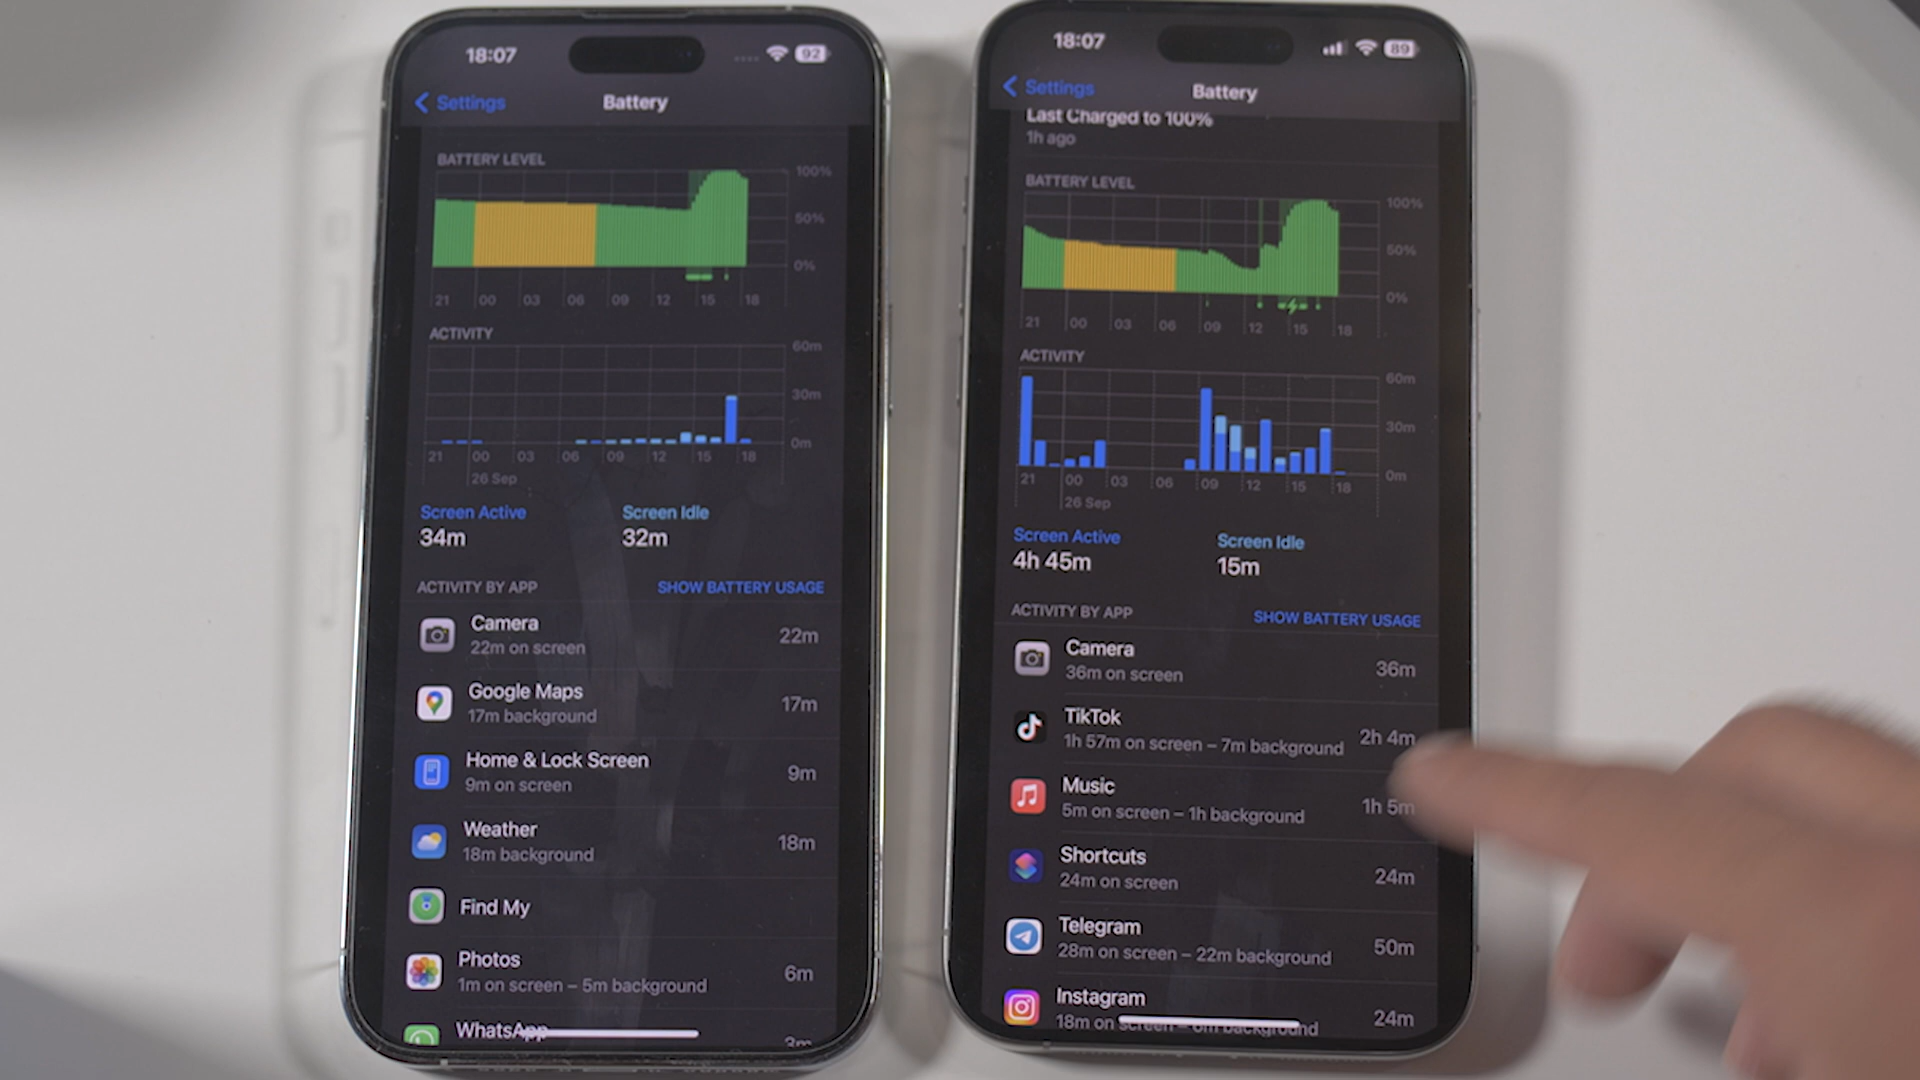 18:07
92
Settings
Battery
BATTERY LEVEL
100%
50%
0%
21 00 03 06 09 12 15 18
ACTIVITY
60m
30m
0m
21 00 03 06 09 12 15 18
26 Sep
Screen Active
Screen Idle
34m
32m
ACTIVITY BY APP
SHOW BATTERY USAGE
Camera
22m on screen
22m
Google Maps
17m background
17m
Home & Lock Screen
9m on screen
9m
Weather
18m background
18m
Find My
Photos
1m on screen – 5m background
6m
WhatsApp
3m
18:07
89
Settings
Battery
Last Charged to 100%
1h ago
BATTERY LEVEL
100%
50%
0%
21 00 03 06 09 12 15 18
ACTIVITY
60m
30m
0m
21 00 03 06 09 12 15 18
26 Sep
Screen Active
Screen Idle
4h 45m
15m
ACTIVITY BY APP
SHOW BATTERY USAGE
Camera
36m on screen
36m
TikTok
1h 57m on screen – 7m background
2h 4m
Music
5m on screen – 1h background
1h 5m
Shortcuts
24m on screen
24m
Telegram
28m on screen – 22m background
50m
Instagram
18m on screen – 6m background
24m